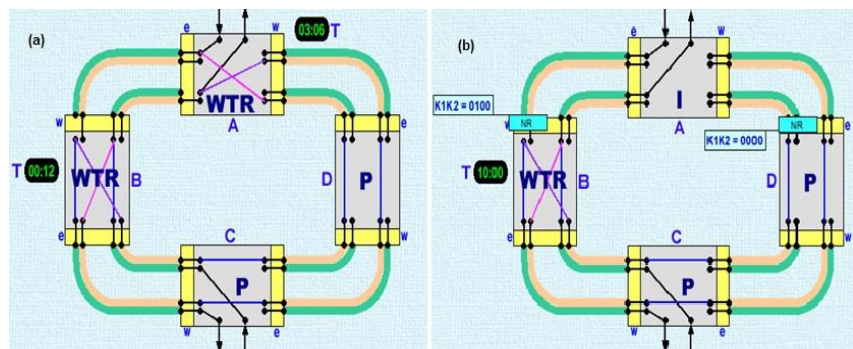 (a)
e
w
03:06 T
WTR
A
w
e
T 00:12
WTR
B
D
P
e
w
C
P
w
e
(b)
e
w
I
A
K1K2 = 0100
w
NR
NR
e
K1K2 = 0000
T 10:00
WTR
B
D
P
e
w
C
P
w
e